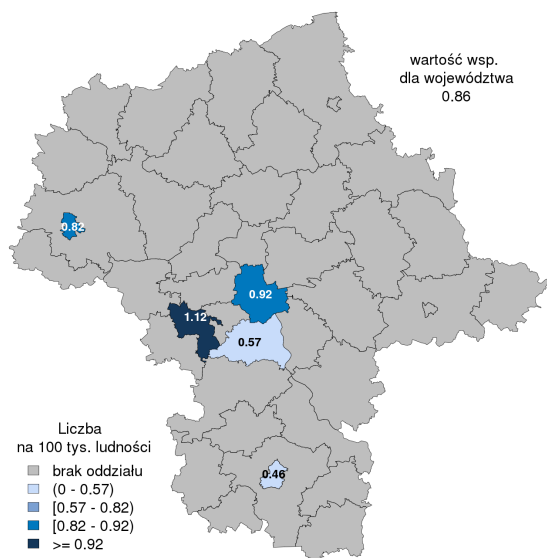 wartość wsp.
dla województwa
0.86
0.82
0.92
1.12
0.57
0.46
Liczba
na 100 tys. ludności
brak oddziału
(0 - 0.57)
[0.57 - 0.82)
[0.82 - 0.92)
>= 0.92